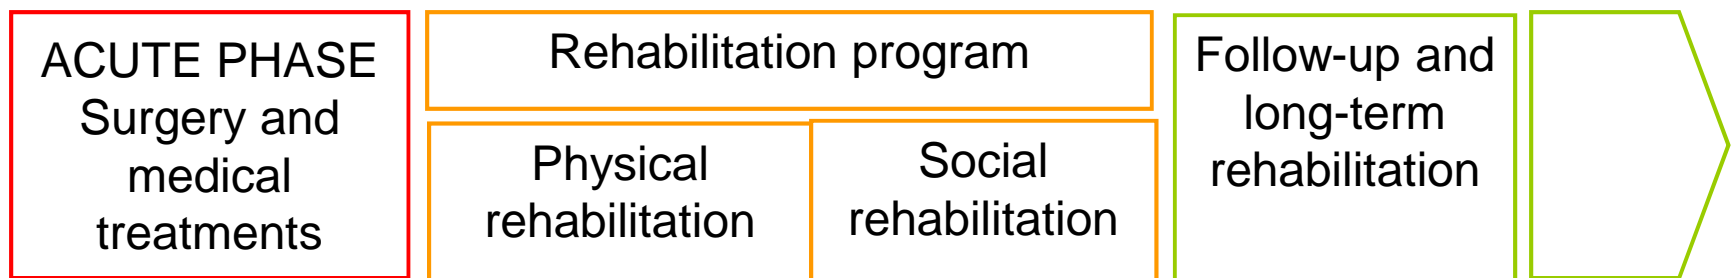 ACUTE PHASE
Surgery and
medical
treatments
Rehabilitation program
Physical
rehabilitation
Social
rehabilitation
Follow-up and
long-term
rehabilitation